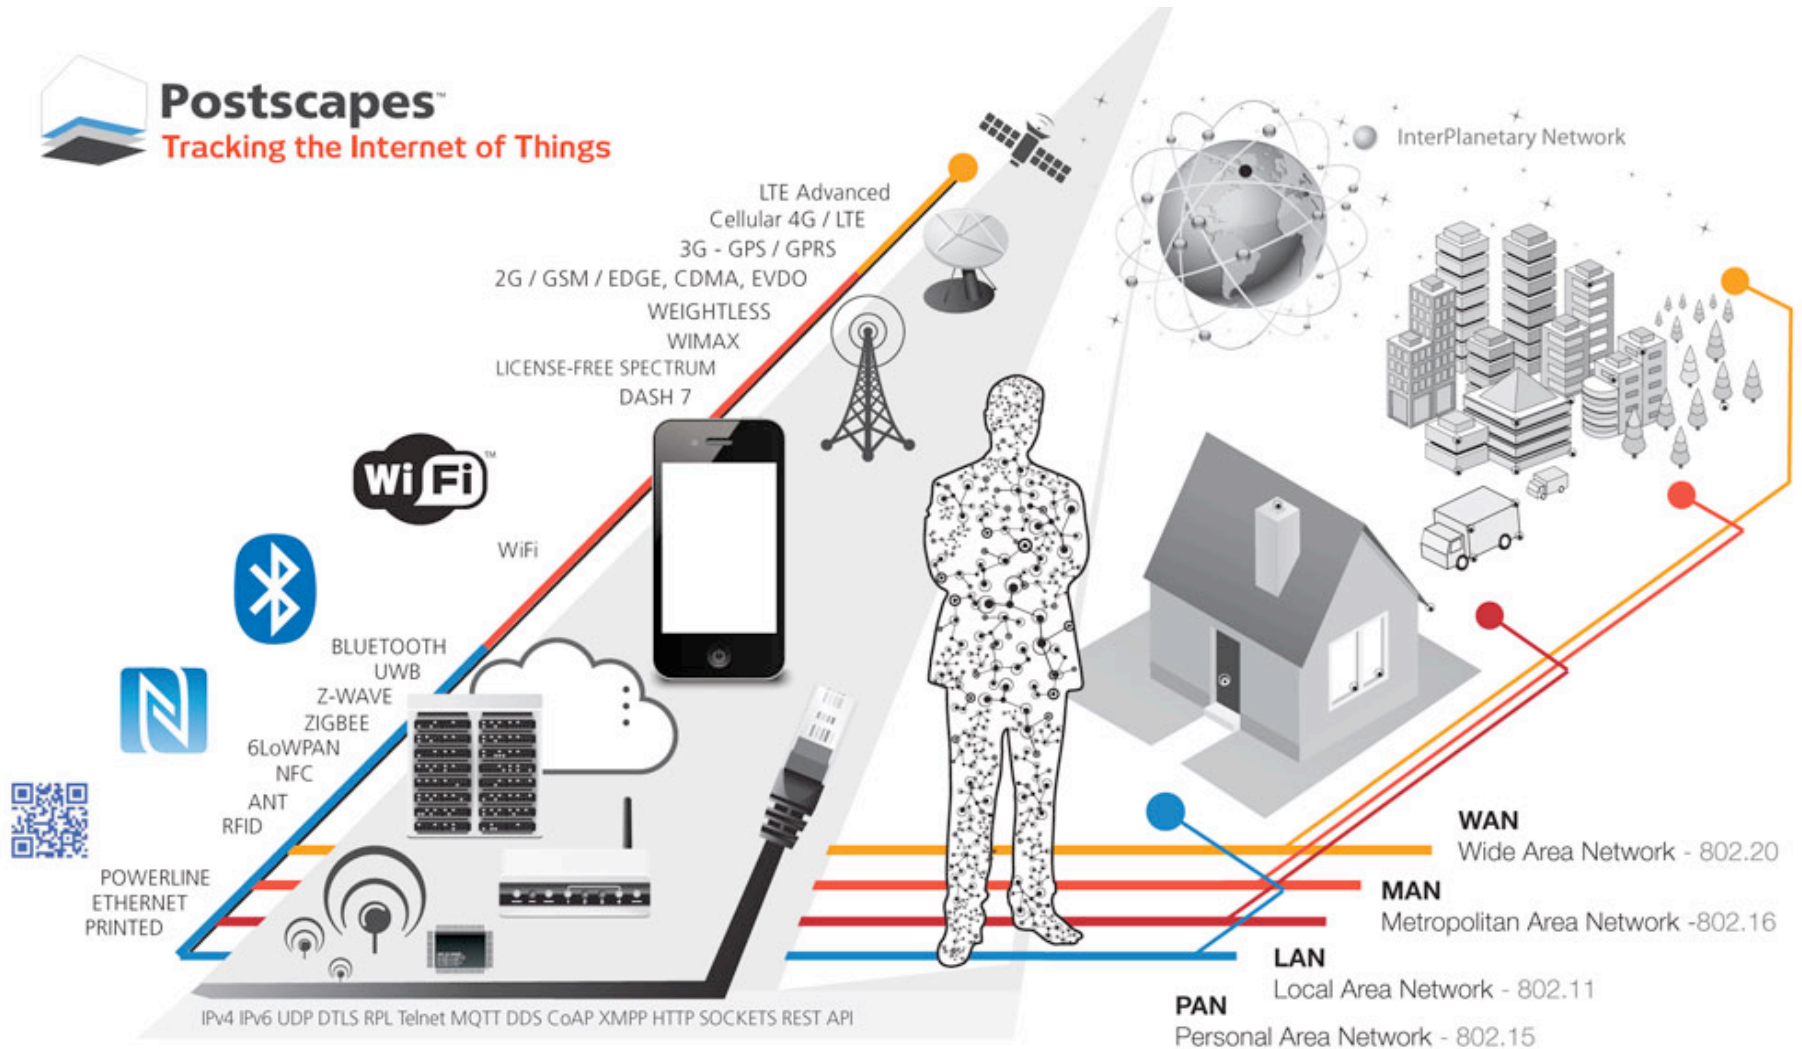 Postscapes™
Tracking the Internet of Things
InterPlanetary Network
LTE Advanced
Cellular 4G / LTE
3G - GPS / GPRS
2G / GSM / EDGE, CDMA, EVDO
WEIGHTLESS
WIMAX
LICENSE-FREE SPECTRUM
DASH 7
Wi Fi™
WiFi
BLUETOOTH
UWB
Z-WAVE
ZIGBEE
6LoWPAN
NFC
ANT
RFID
POWERLINE
ETHERNET
PRINTED
WAN
Wide Area Network - 802.20
MAN
Metropolitan Area Network -802.16
LAN
Local Area Network - 802.11
PAN
Personal Area Network - 802.15
IPv4 IPv6 UDP DTLS RPL Telnet MQTT DDS CoAP XMPP HTTP SOCKETS REST API